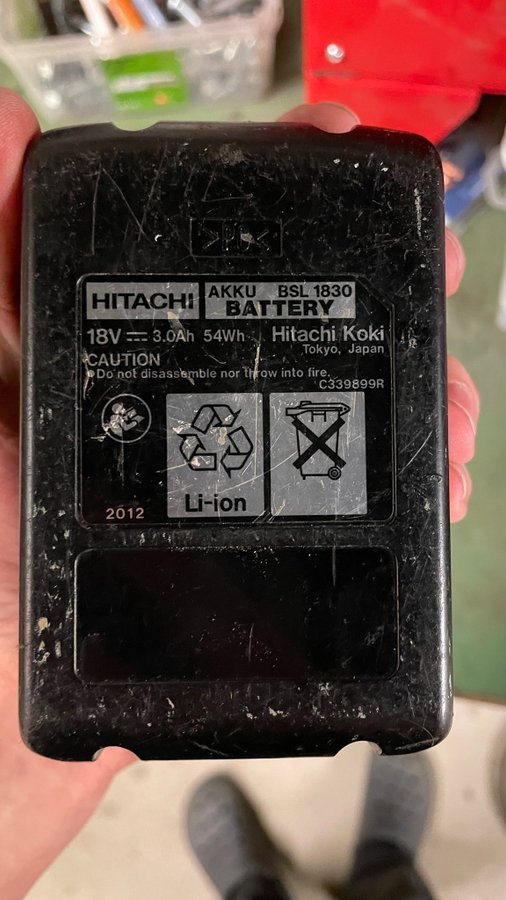 HITACHI
AKKU BSL 1830
BATTERY
18V 3.0Ah 54Wh Hitachi Koki
Tokyo, Japan
CAUTION
•Do not disassemble nor throw into fire.
C339899R
Li-ion
2012